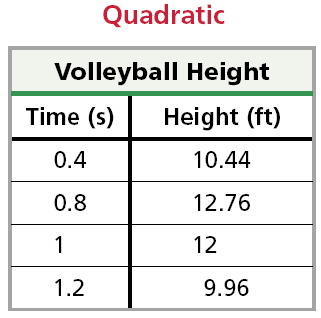 Quadratic
Volleyball Height
Time (s) Height (ft)
0.4 10.44
0.8 12.76
1 12
1.2 9.96